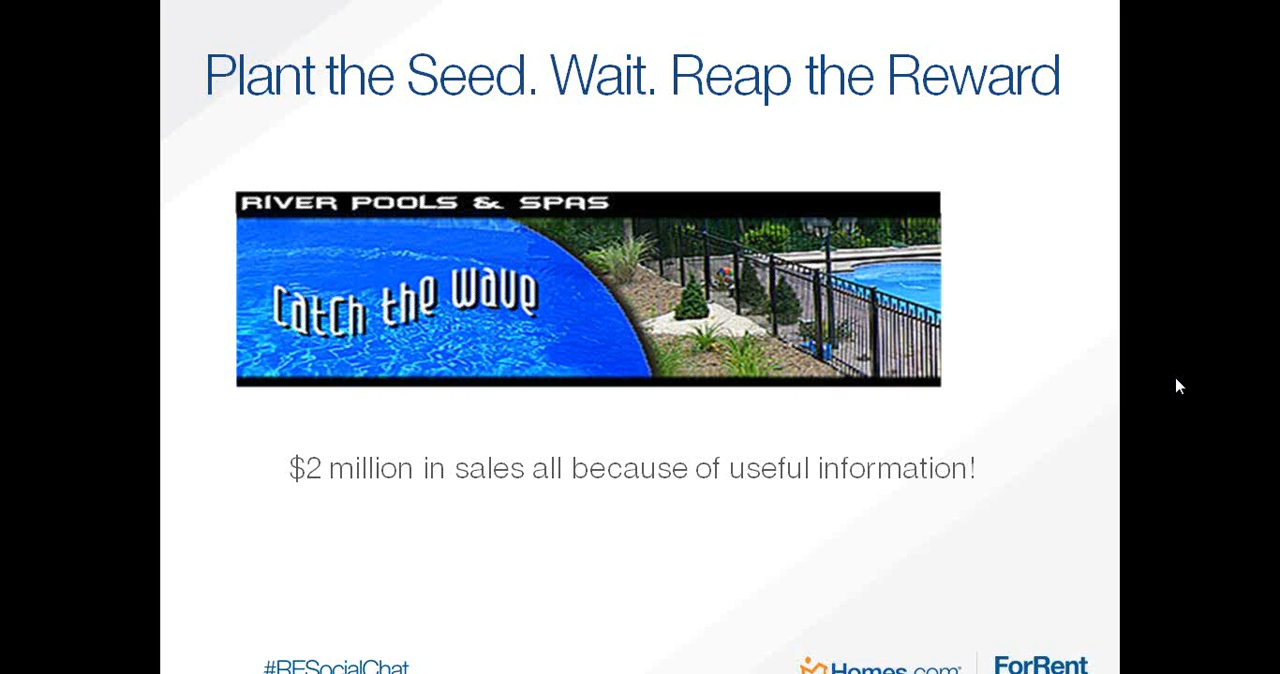 Plant the Seed. Wait. Reap the Reward
RIVER POOLS & SPAS
Catch the wave
$2 million in sales all because of useful information!
#RESocialChat
Homes.com
ForRent